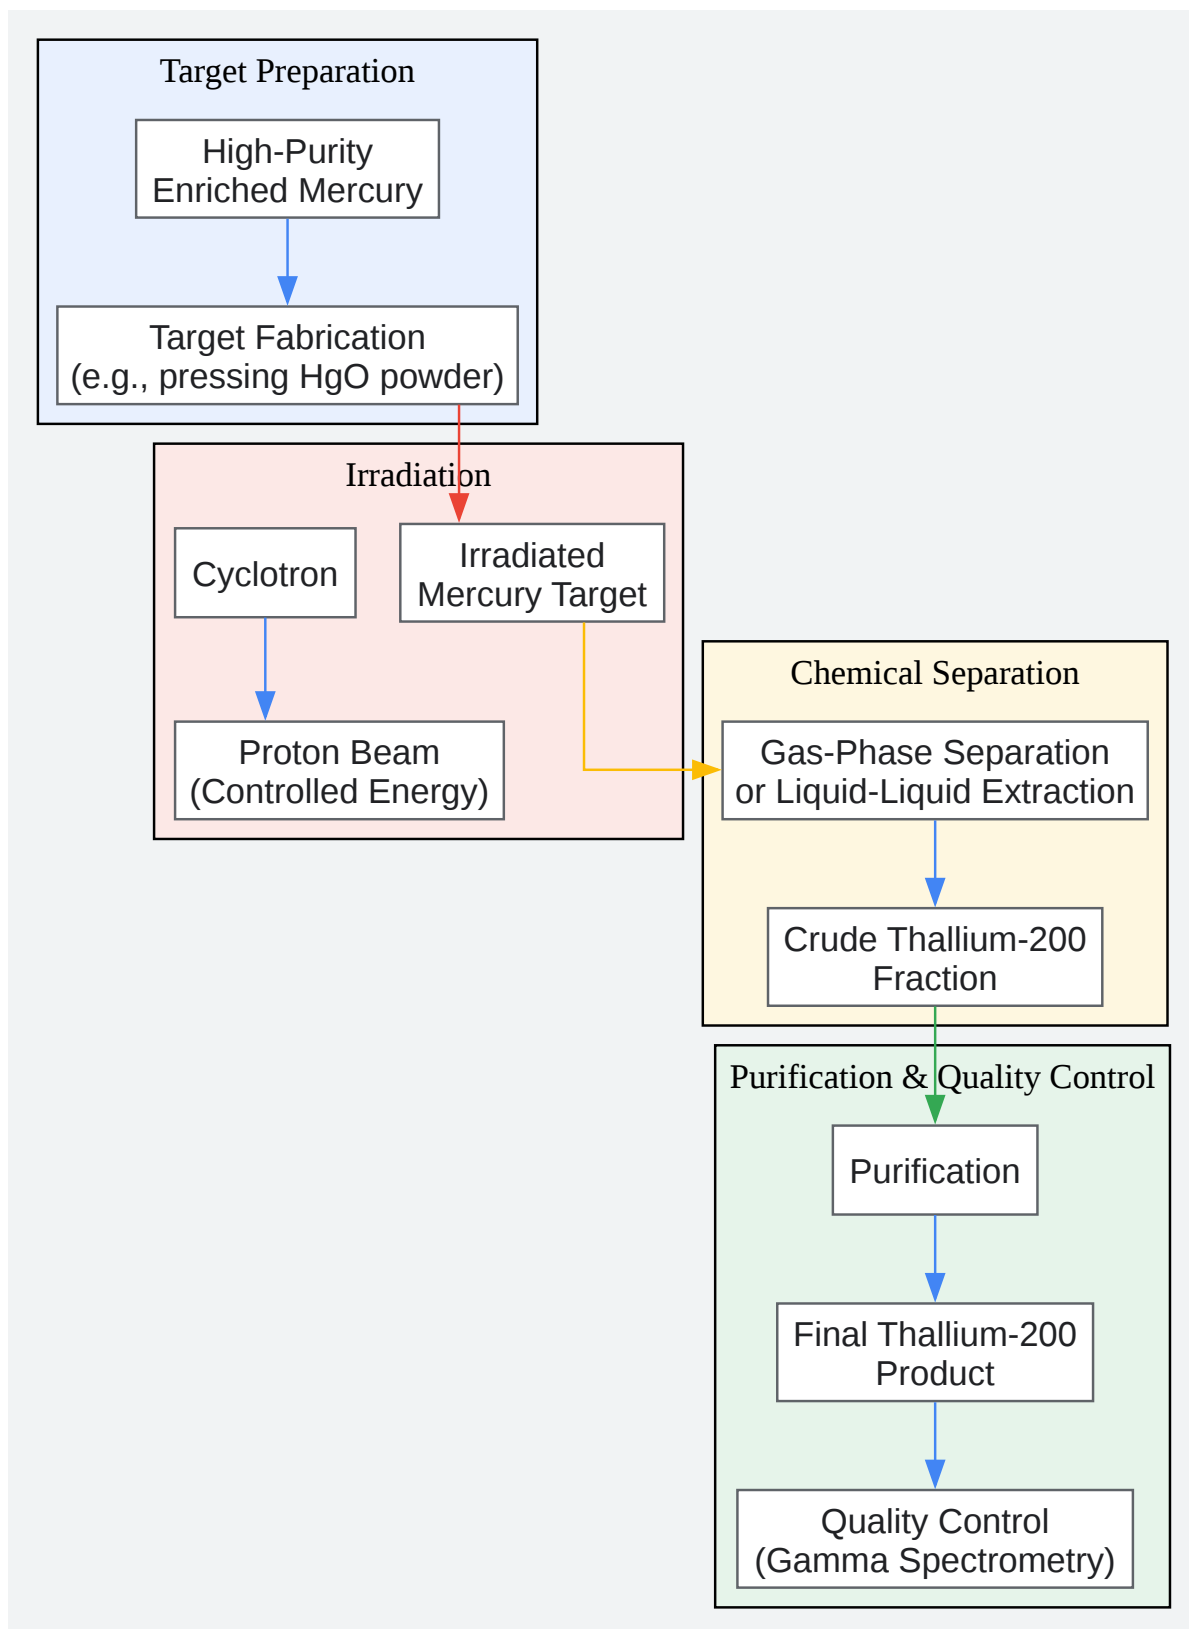 Target Preparation
High-Purity
Enriched Mercury
Target Fabrication
(e.g., pressing HgO powder)
Irradiation
Cyclotron
Irradiated
Mercury Target
Proton Beam
(Controlled Energy)
Chemical Separation
Gas-Phase Separation
or Liquid-Liquid Extraction
Crude Thallium-200
Fraction
Purification & Quality Control
Purification
Final Thallium-200
Product
Quality Control
(Gamma Spectrometry)